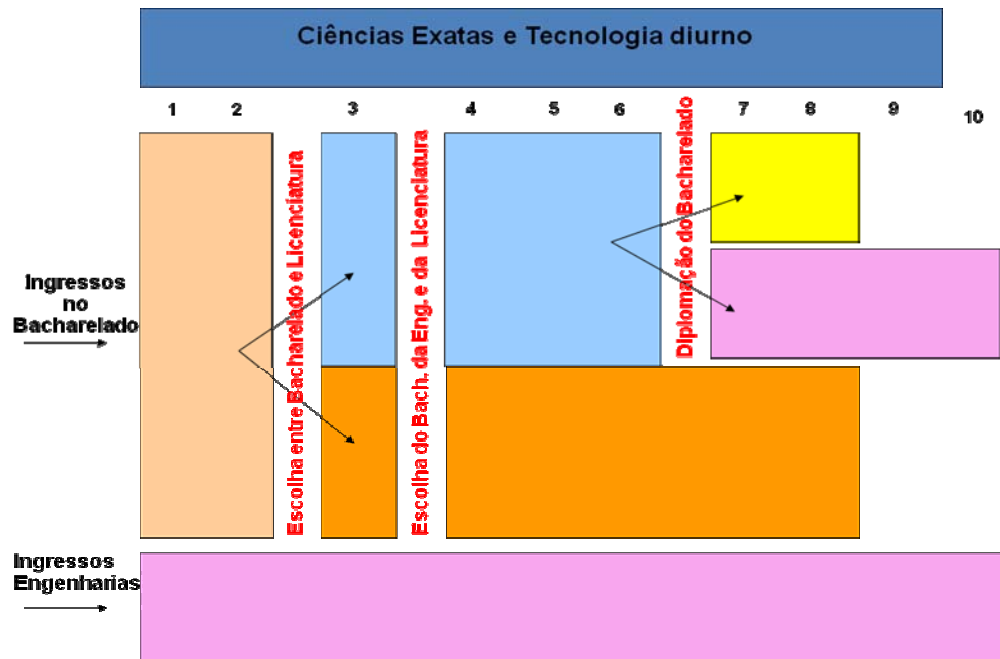 Ciências Exatas e Tecnologia diurno
1 2 3 4 5 6 7 8 9 10
Ingressos
no
Bacharelado
Escolha entre Bacharelado e Licenciatura
Escolha do Bach. da Eng. e da Licenciatura
Diplomação do Bacharelado
Ingressos
Engenharias